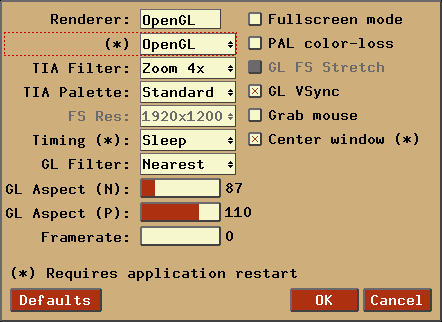 Renderer: OpenGL Fullscreen mode
(*) OpenGL PAL color-loss
TIA Filter: Zoom 4x GL FS Stretch
TIA Palette: Standard GL VSync
FS Res: 1920x1200 Grab mouse
Timing (*): Sleep Center window (*)
GL Filter: Nearest
GL Aspect (N): 87
GL Aspect (P): 110
Framerate: 0
(*) Requires application restart
Defaults OK Cancel